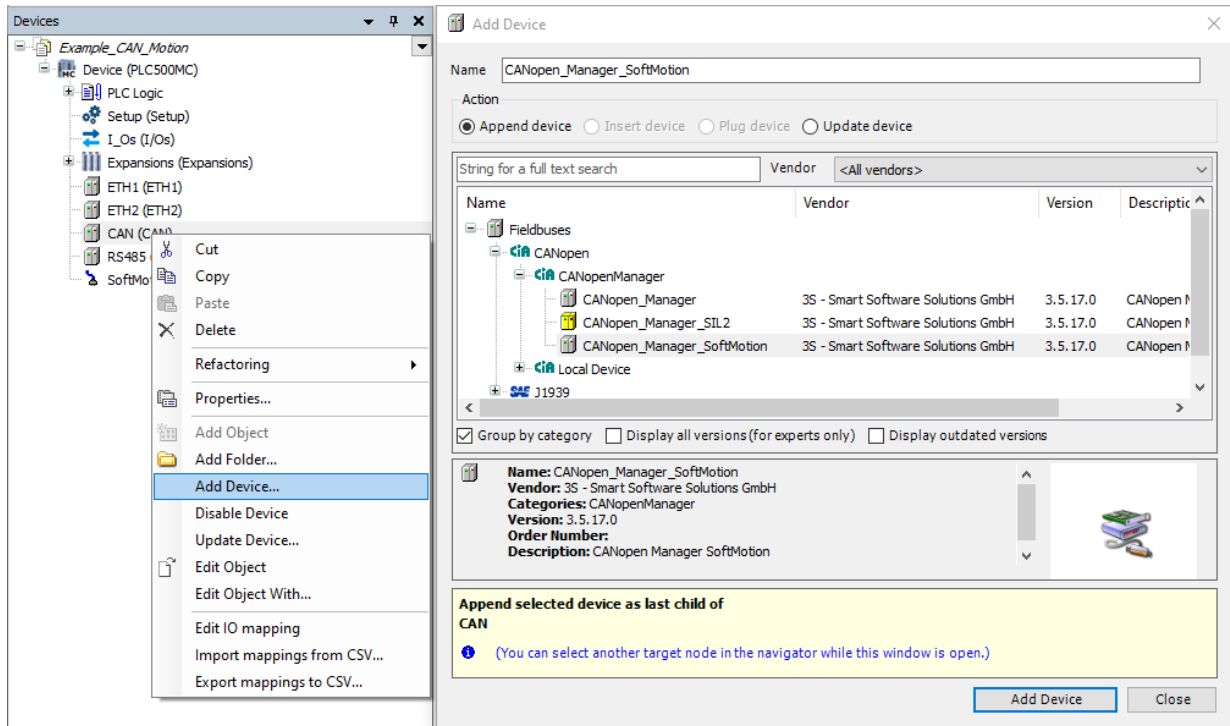 Devices
Example_CAN_Motion
Device (PLC500MC)
PLC Logic
Setup (Setup)
I_Os (I/Os)
Expansions (Expansions)
ETH1 (ETH1)
ETH2 (ETH2)
CAN (CAN)
RS485
SoftMo
Cut
Copy
Paste
Delete
Refactoring
Properties...
Add Object
Add Folder...
Add Device...
Disable Device
Update Device...
Edit Object
Edit Object With...
Edit IO mapping
Import mappings from CSV...
Export mappings to CSV...
Add Device
Name CANopen_Manager_SoftMotion
Action
Append device Insert device Plug device Update device
String for a full text search Vendor <All vendors>
Name Vendor Version Descriptic
Fieldbuses
CiA CANopen
CiA CANopenManager
CANopen_Manager 3S - Smart Software Solutions GmbH 3.5.17.0 CANopen M
CANopen_Manager_SIL2 3S - Smart Software Solutions GmbH 3.5.17.0 CANopen M
CANopen_Manager_SoftMotion 3S - Smart Software Solutions GmbH 3.5.17.0 CANopen M
CiA Local Device
SAE J1939
Group by category Display all versions (for experts only) Display outdated versions
Name: CANopen_Manager_SoftMotion
Vendor: 3S - Smart Software Solutions GmbH
Categories: CANopenManager
Version: 3.5.17.0
Order Number:
Description: CANopen Manager SoftMotion
Append selected device as last child of
CAN
(You can select another target node in the navigator while this window is open.)
Add Device Close